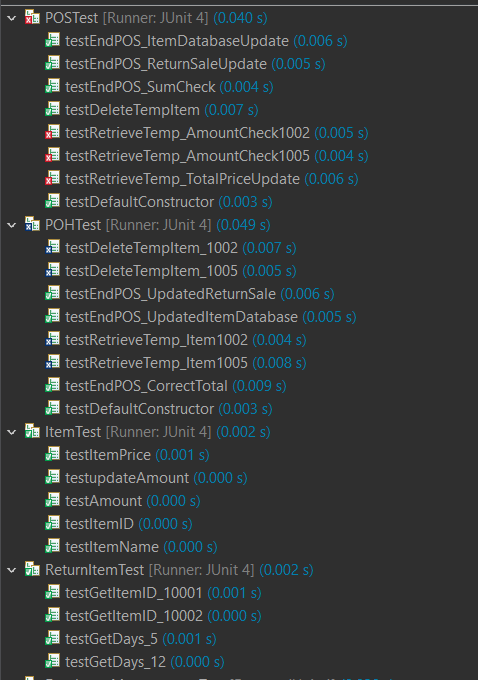 POSTest [Runner: JUnit 4] (0.040 s)
testEndPOS_ItemDatabaseUpdate (0.006 s)
testEndPOS_ReturnSaleUpdate (0.005 s)
testEndPOS_SumCheck (0.004 s)
testDeleteTempItem (0.007 s)
testRetrieveTemp_AmountCheck1002 (0.005 s)
testRetrieveTemp_AmountCheck1005 (0.004 s)
testRetrieveTemp_TotalPriceUpdate (0.006 s)
testDefaultConstructor (0.003 s)
POHTest [Runner: JUnit 4] (0.049 s)
testDeleteTempItem_1002 (0.007 s)
testDeleteTempItem_1005 (0.005 s)
testEndPOS_UpdatedReturnSale (0.006 s)
testEndPOS_UpdatedItemDatabase (0.005 s)
testRetrieveTemp_Item1002 (0.004 s)
testRetrieveTemp_Item1005 (0.008 s)
testEndPOS_CorrectTotal (0.009 s)
testDefaultConstructor (0.003 s)
ItemTest [Runner: JUnit 4] (0.002 s)
testItemPrice (0.001 s)
testupdateAmount (0.000 s)
testAmount (0.000 s)
testItemID (0.000 s)
testItemName (0.000 s)
ReturnItemTest [Runner: JUnit 4] (0.002 s)
testGetItemID_10001 (0.001 s)
testGetItemID_10002 (0.000 s)
testGetDays_5 (0.001 s)
testGetDays_12 (0.000 s)